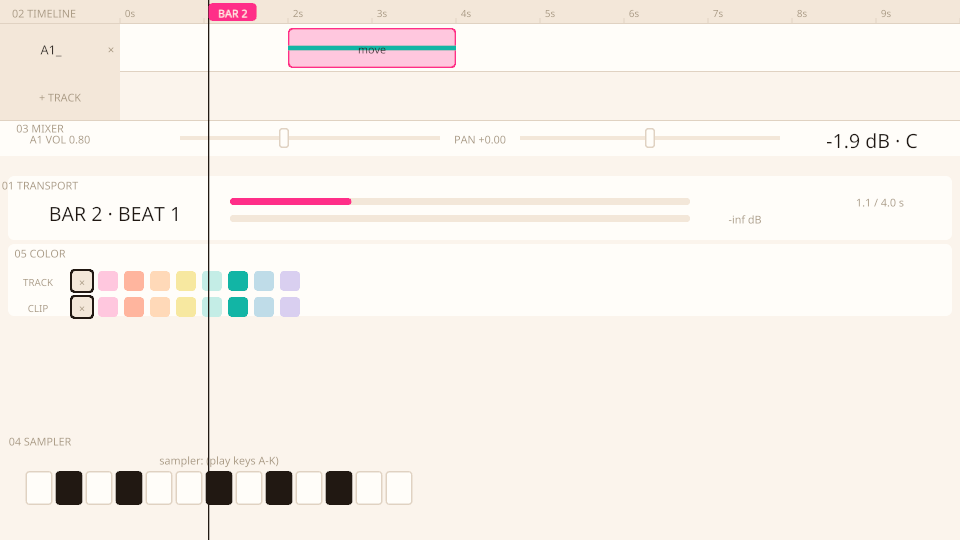 02 TIMELINE 0s BAR 2 2s 3s 4s 5s 6s 7s 8s 9s
A1_ × move
+ TRACK
03 MIXER
A1 VOL 0.80 PAN +0.00 -1.9 dB · C
01 TRANSPORT
BAR 2 · BEAT 1 1.1 / 4.0 s
-inf dB
05 COLOR
TRACK ×
CLIP ×
04 SAMPLER
sampler: (play keys A-K)